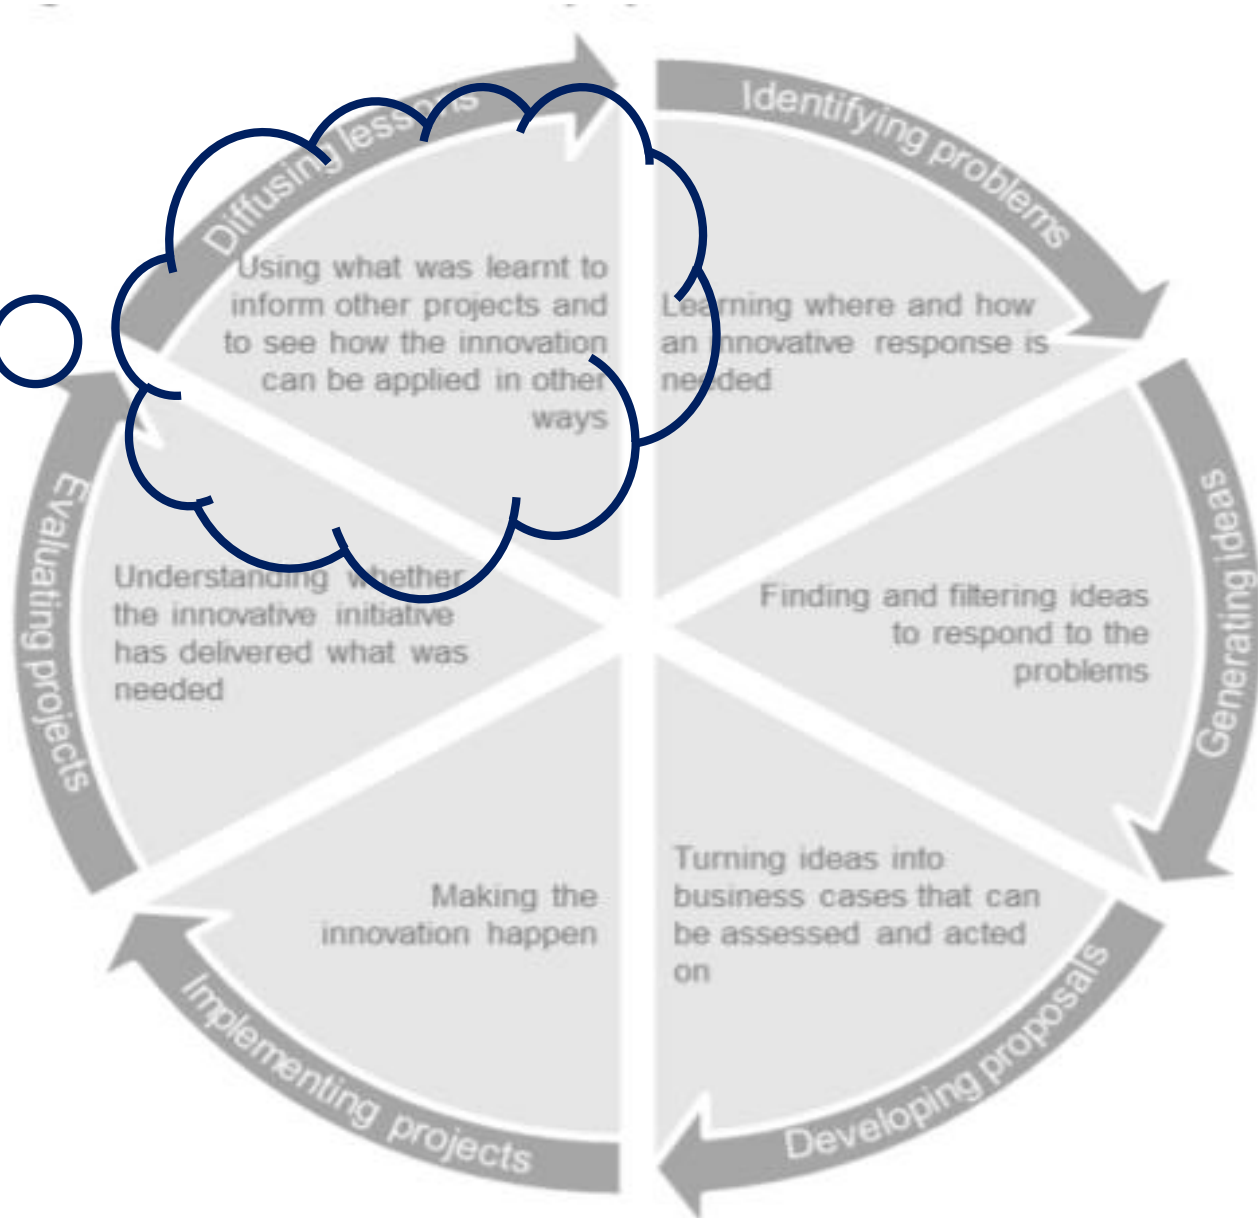 Identifying problems
Learning where and how
an innovative response is
needed
Generating ideas
Finding and filtering ideas
to respond to the
problems
Developing proposals
Turning ideas into
business cases that can
be assessed and acted
on
Implementing projects
Making the
innovation happen
Evaluating projects
Understanding whether
the innovative initiative
has delivered what was
needed
Diffusing lessons
Using what was learnt to
inform other projects and
to see how the innovation
can be applied in other
ways